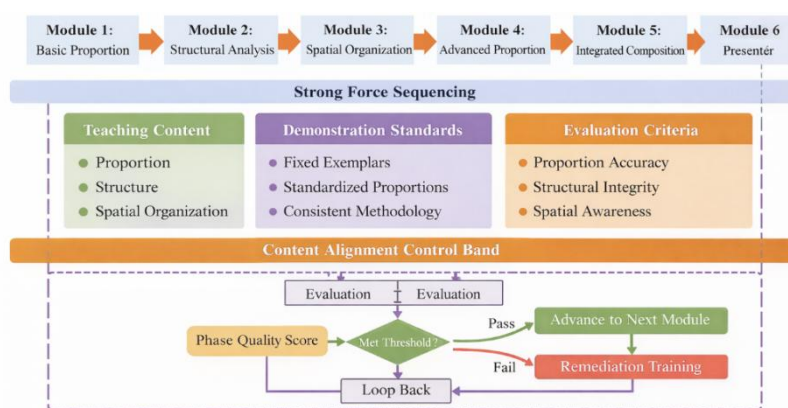 Module 1:
Basic Proportion
Module 2:
Structural Analysis
Module 3:
Spatial Organization
Module 4:
Advanced Proportion
Module 5:
Integrated Composition
Module 6
Presentér
Strong Force Sequencing
Teaching Content
Proportion
Structure
Spatial Organization
Demonstration Standards
Fixed Exemplars
Standardized Proportions
Consistent Methodology
Evaluation Criteria
Proportion Accuracy
Structural Integrity
Spatial Awareness
Content Alignment Control Band
Evaluation
Evaluation
Phase Quality Score
Met Threshold?
Pass
Advance to Next Module
Fail
Remediation Training
Loop Back